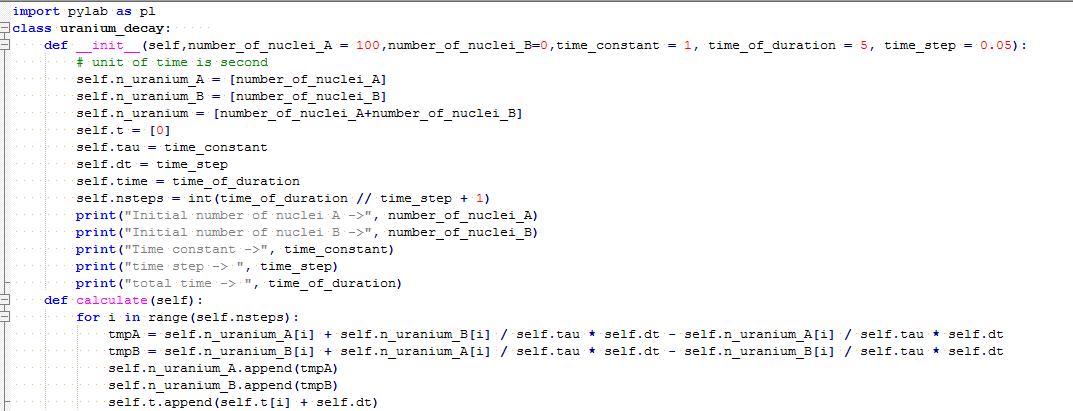 import pylab as pl
class uranium_decay:
    def __init__(self,number_of_nuclei_A = 100,number_of_nuclei_B=0,time_constant = 1, time_of_duration = 5, time_step = 0.05):
        # unit of time is second
        self.n_uranium_A = [number_of_nuclei_A]
        self.n_uranium_B = [number_of_nuclei_B]
        self.n_uranium = [number_of_nuclei_A+number_of_nuclei_B]
        self.t = [0]
        self.tau = time_constant
        self.dt = time_step
        self.time = time_of_duration
        self.nsteps = int(time_of_duration // time_step + 1)
        print("Initial number of nuclei A ->", number_of_nuclei_A)
        print("Initial number of nuclei B ->", number_of_nuclei_B)
        print("Time constant ->", time_constant)
        print("time step -> ", time_step)
        print("total time -> ", time_of_duration)
    def calculate(self):
        for i in range(self.nsteps):
            tmpA = self.n_uranium_A[i] + self.n_uranium_B[i] / self.tau * self.dt - self.n_uranium_A[i] / self.tau * self.dt
            tmpB = self.n_uranium_B[i] + self.n_uranium_A[i] / self.tau * self.dt - self.n_uranium_B[i] / self.tau * self.dt
            self.n_uranium_A.append(tmpA)
            self.n_uranium_B.append(tmpB)
            self.t.append(self.t[i] + self.dt)